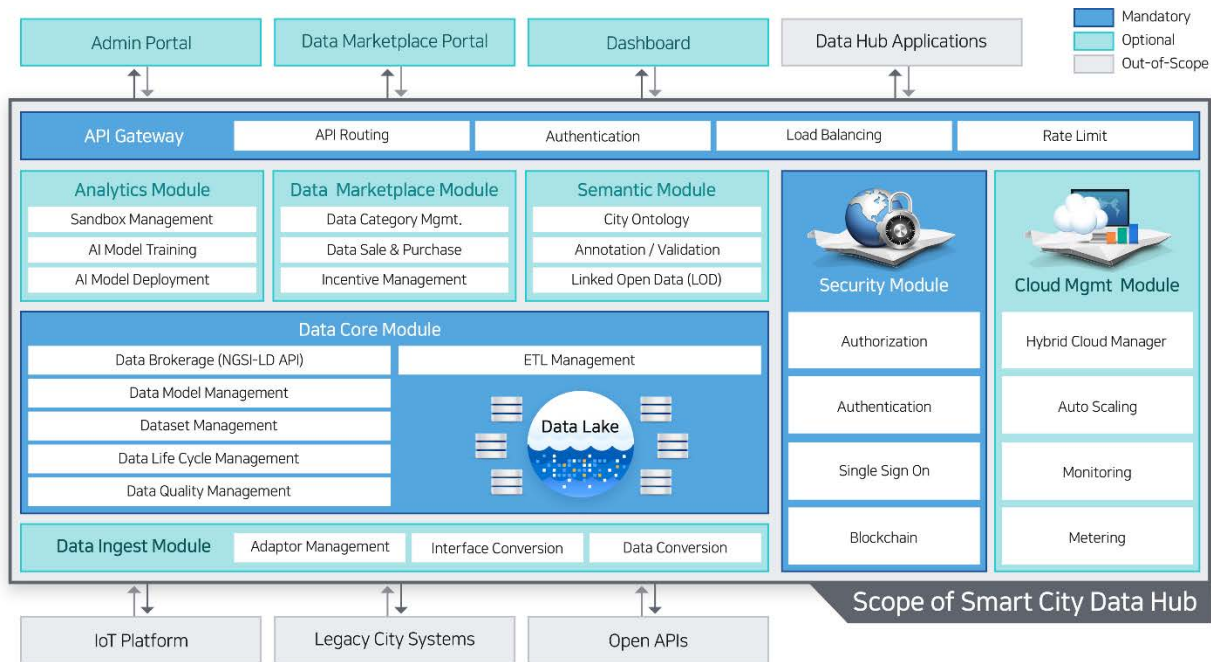 Admin Portal
Data Marketplace Portal
Dashboard
Data Hub Applications
Mandatory
Optional
Out-of-Scope
API Gateway
API Routing
Authentication
Load Balancing
Rate Limit
Analytics Module
Sandbox Management
AI Model Training
AI Model Deployment
Data Marketplace Module
Data Category Mgmt.
Data Sale & Purchase
Incentive Management
Semantic Module
City Ontology
Annotation / Validation
Linked Open Data (LOD)
Data Core Module
Data Brokerage (NGSI-LD API)
Data Model Management
Dataset Management
Data Life Cycle Management
Data Quality Management
ETL Management
Data Lake
Data Ingest Module
Adaptor Management
Interface Conversion
Data Conversion
Security Module
Authorization
Authentication
Single Sign On
Blockchain
Cloud Mgmt Module
Hybrid Cloud Manager
Auto Scaling
Monitoring
Metering
Scope of Smart City Data Hub
IoT Platform
Legacy City Systems
Open APIs